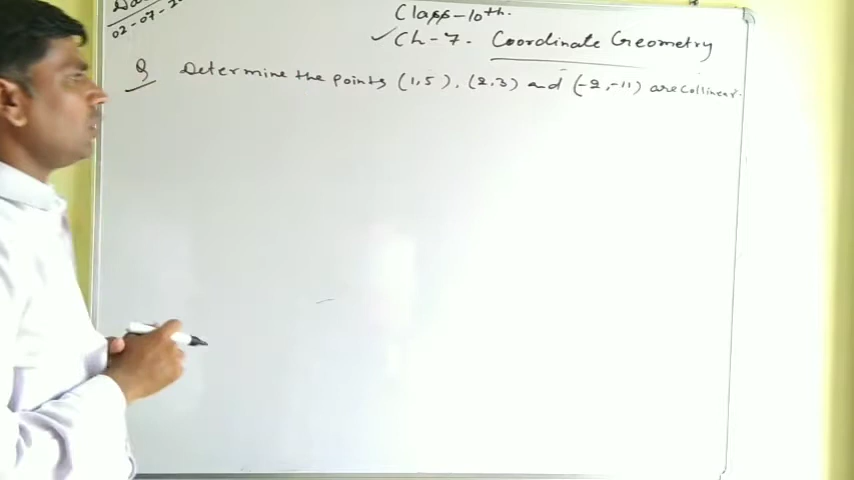 Class-10th.
02-07-2
✓ Ch-7. Coordinate Geometry
Q Determine the points (1,5), (2,3) and (-2,-11) are collinear.